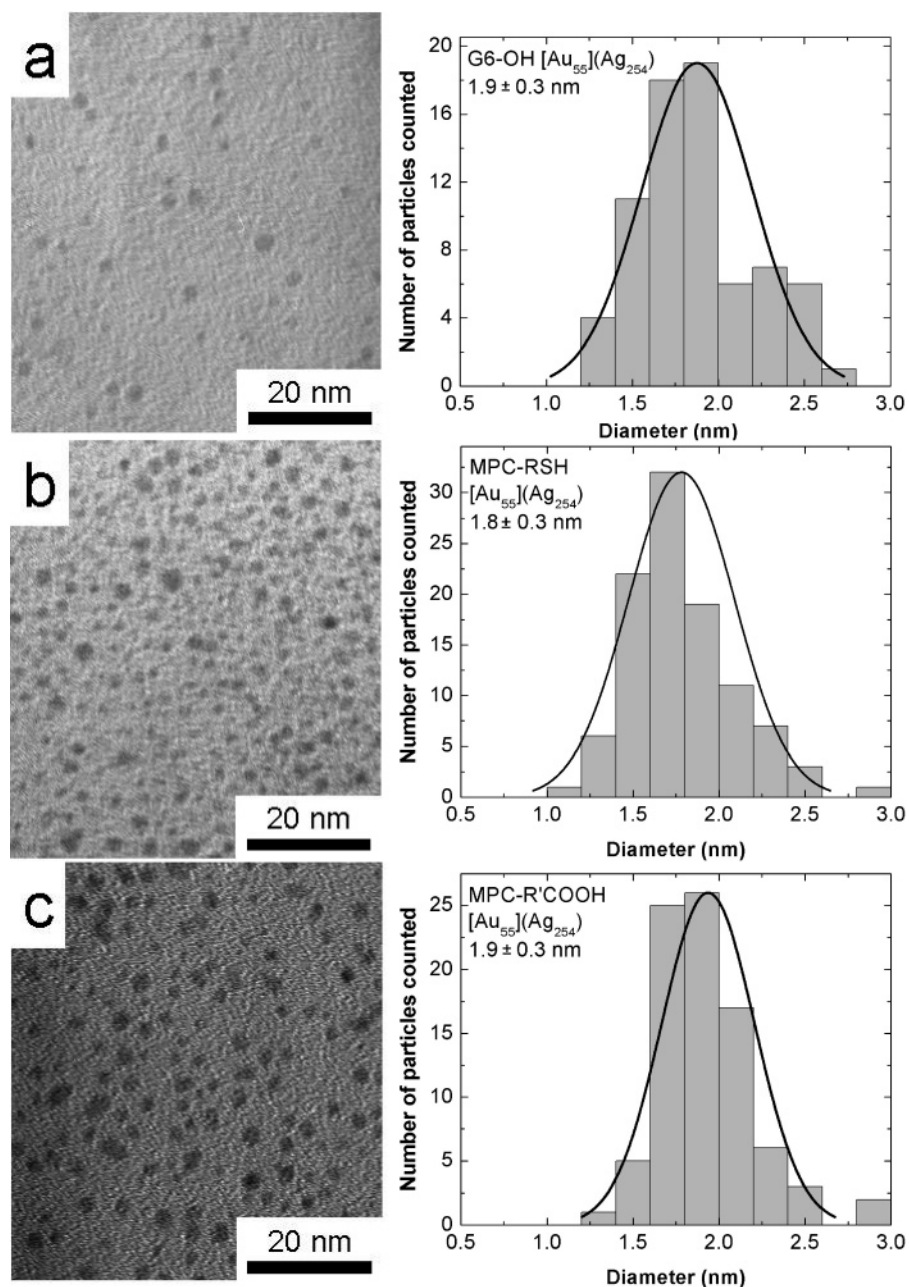 a
20 nm
G6-OH [Au₅₅](Ag₂₅₄)
1.9 ± 0.3 nm
Number of particles counted
20
16
12
8
4
0
0.5 1.0 1.5 2.0 2.5 3.0
Diameter (nm)
b
20 nm
MPC-RSH
[Au₅₅](Ag₂₅₄)
1.8 ± 0.3 nm
Number of particles counted
30
25
20
15
10
5
0
0.5 1.0 1.5 2.0 2.5 3.0
Diameter (nm)
c
20 nm
MPC-R'COOH
[Au₅₅](Ag₂₅₄)
1.9 ± 0.3 nm
Number of particles counted
25
20
15
10
5
0
0.5 1.0 1.5 2.0 2.5 3.0
Diameter (nm)